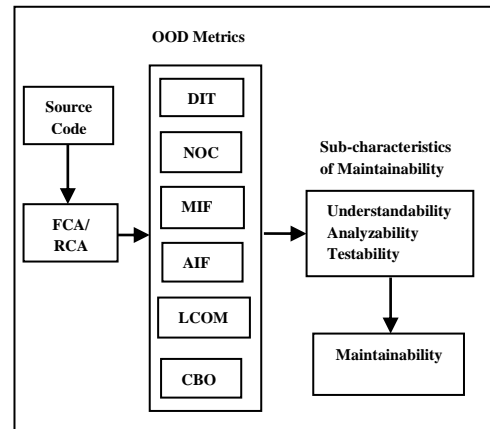 OOD Metrics
Source
Code
FCA/
RCA
DIT
NOC
MIF
AIF
LCOM
CBO
Sub-characteristics
of Maintainability
Understandability
Analyzability
Testability
Maintainability